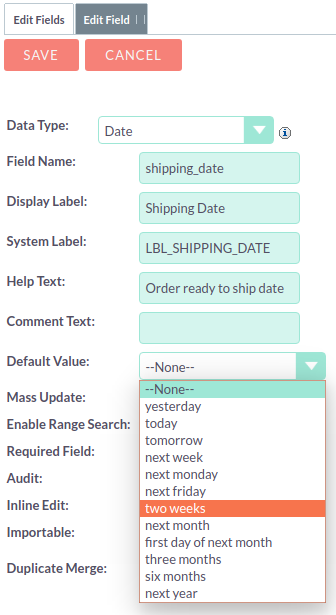 Edit Fields
Edit Field
SAVE
CANCEL
Data Type:
Date
Field Name:
shipping_date
Display Label:
Shipping Date
System Label:
LBL_SHIPPING_DATE
Help Text:
Order ready to ship date
Comment Text:
Default Value:
--None--
Mass Update:
Enable Range Search:
Required Field:
Audit:
Inline Edit:
Importable:
Duplicate Merge:
--None--
yesterday
today
tomorrow
next week
next monday
next friday
two weeks
next month
first day of next month
three months
six months
next year